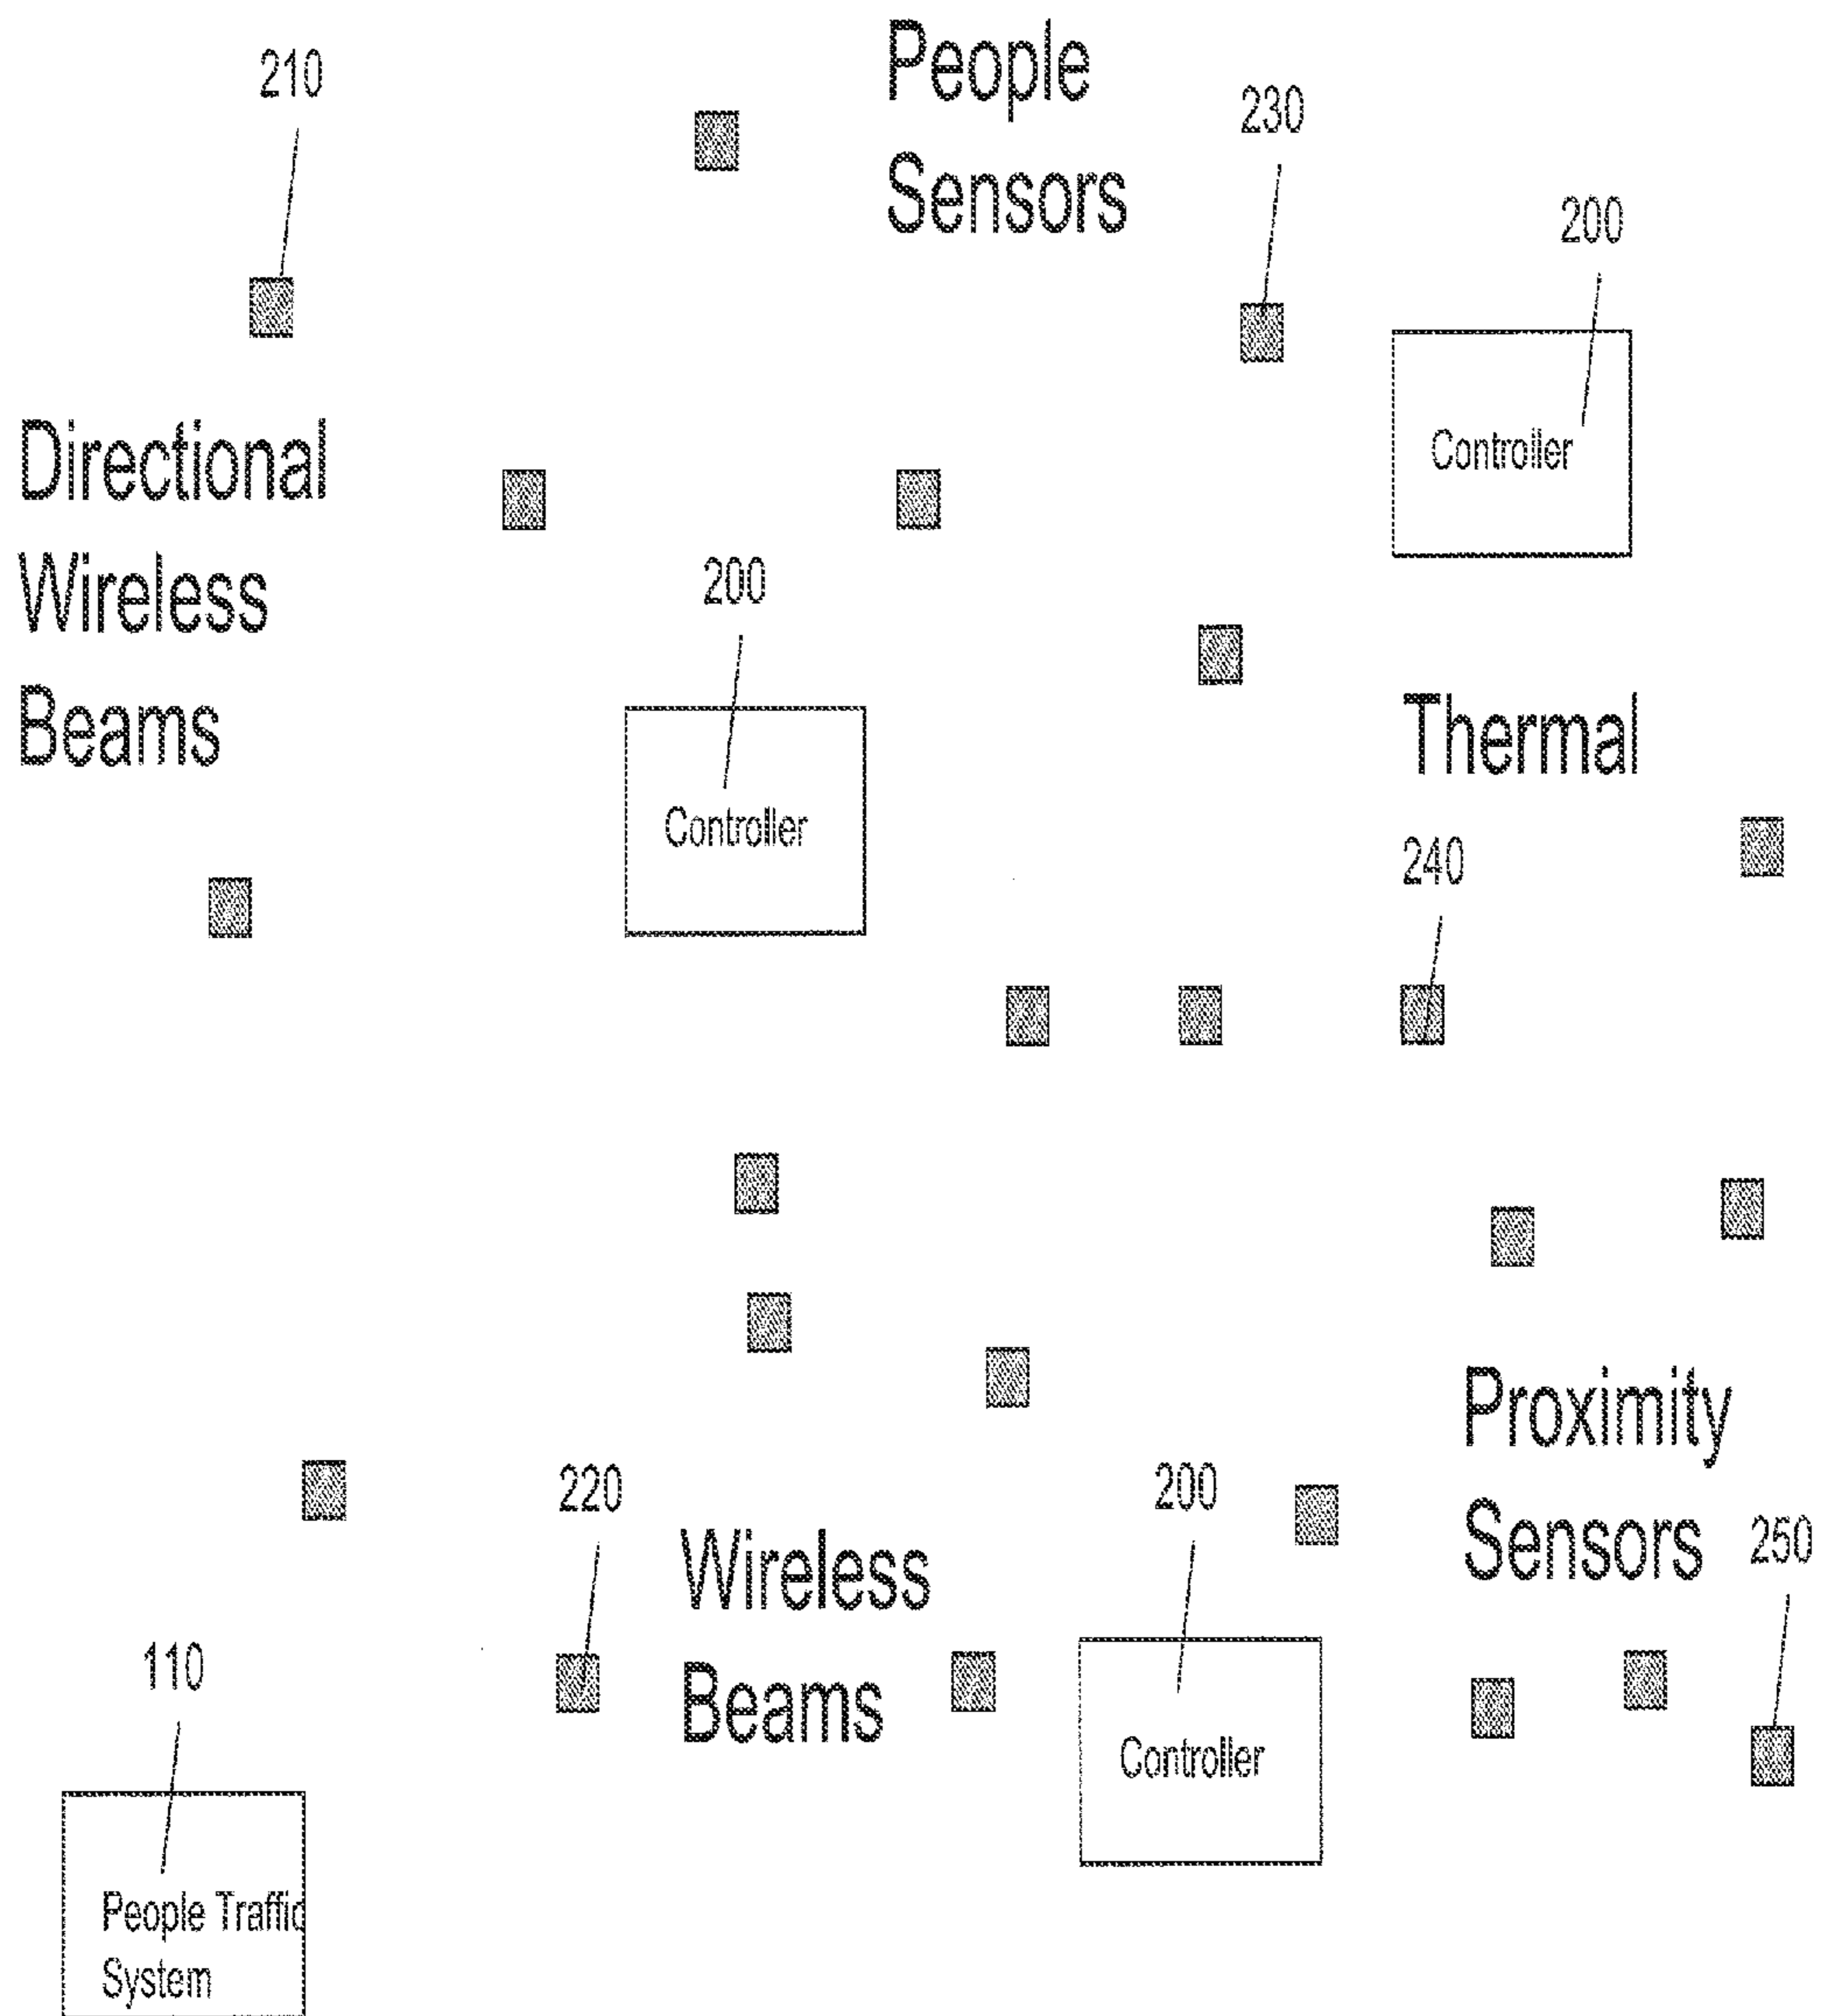 210
People
Sensors
230
200
Controller
Directional
Wireless
Beams
200
Controller
Thermal
240
Proximity
Sensors
250
220
Wireless
Beams
200
Controller
110
People Traffic
System